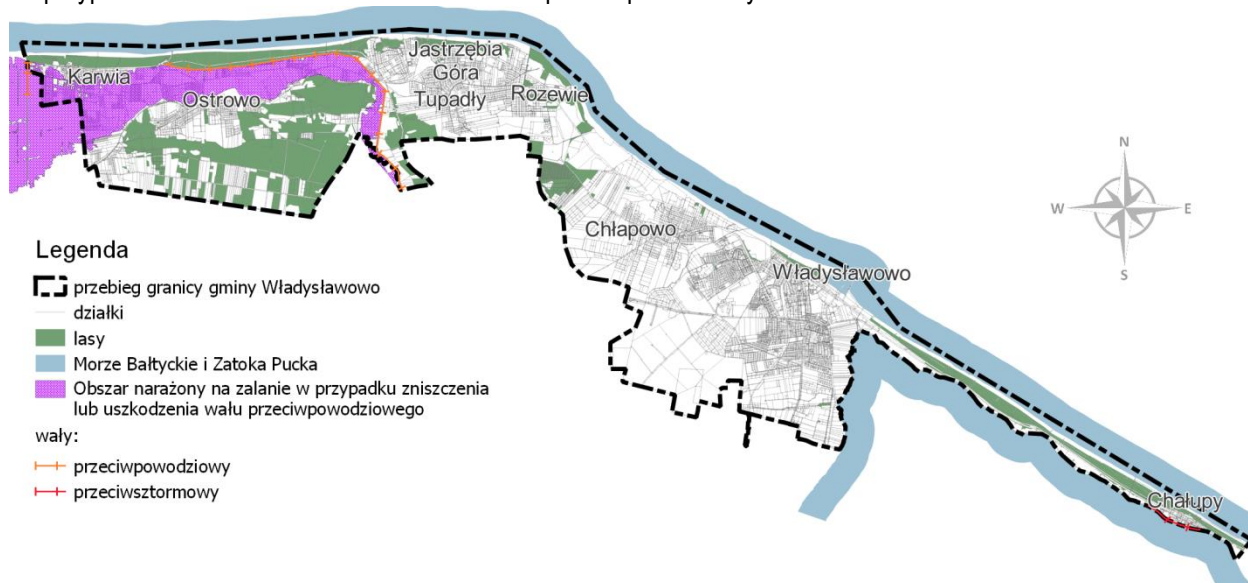 Karwia
Ostrowo
Jastrzębia
Góra
Tupadły
Rozewie
Chłapowo
Władysławowo
Chałupy
N
W
E
S
Legenda
przebieg granicy gminy Władysławowo
działki
lasy
Morze Bałtyckie i Zatoka Pucka
Obszar narażony na zalanie w przypadku zniszczenia
lub uszkodzenia wału przeciwpowodziowego
wały:
przeciwpowodziowy
przeciwsztormowy